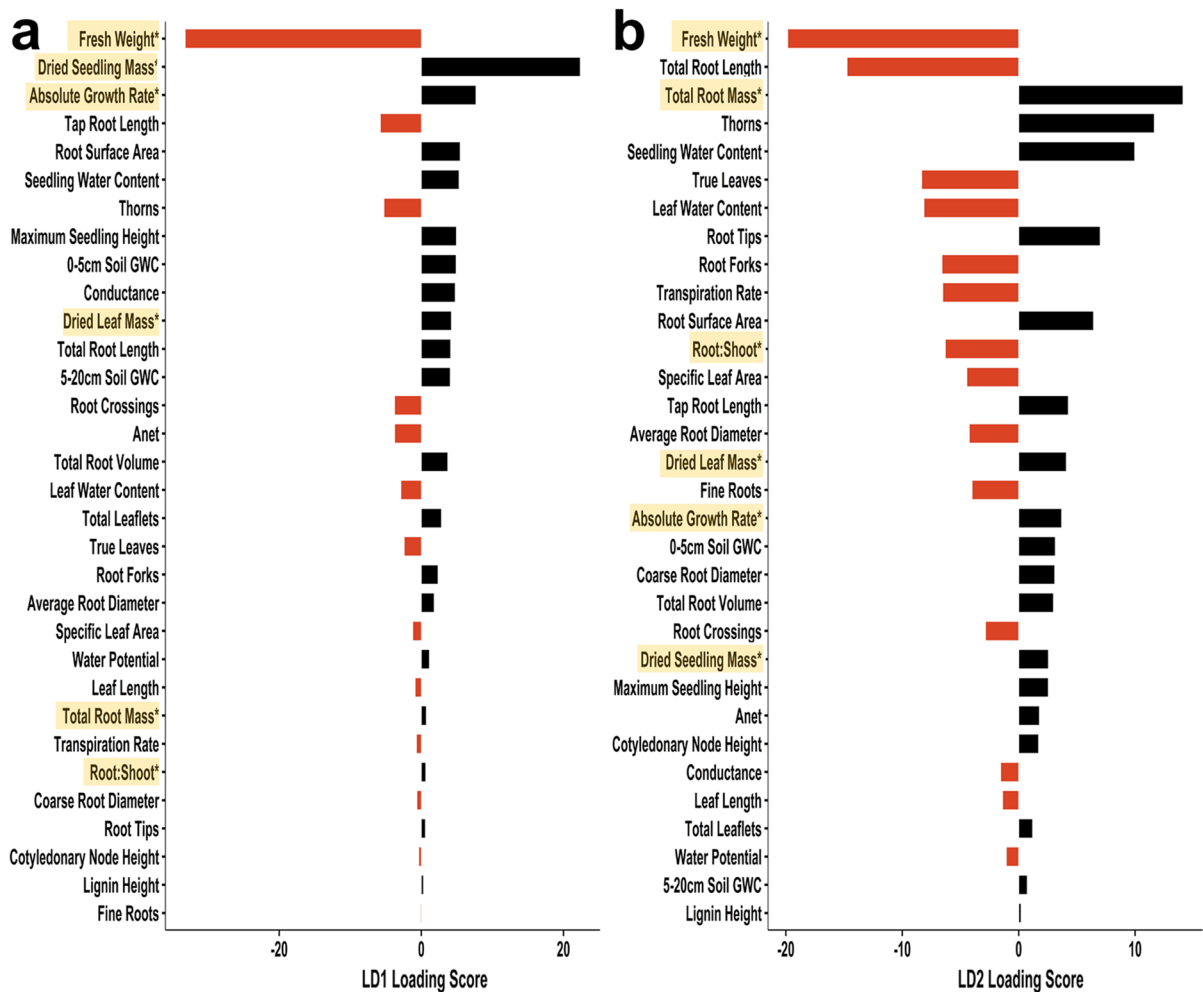 a
Fresh Weight*
Dried Seedling Mass*
Absolute Growth Rate*
Tap Root Length
Root Surface Area
Seedling Water Content
Thorns
Maximum Seedling Height
0-5cm Soil GWC
Conductance
Dried Leaf Mass*
Total Root Length
5-20cm Soil GWC
Root Crossings
Anet
Total Root Volume
Leaf Water Content
Total Leaflets
True Leaves
Root Forks
Average Root Diameter
Specific Leaf Area
Water Potential
Leaf Length
Total Root Mass*
Transpiration Rate
Root:Shoot*
Coarse Root Diameter
Root Tips
Cotyledonary Node Height
Lignin Height
Fine Roots
-20 0 20
LD1 Loading Score
b
Fresh Weight*
Total Root Length
Total Root Mass*
Thorns
Seedling Water Content
True Leaves
Leaf Water Content
Root Tips
Root Forks
Transpiration Rate
Root Surface Area
Root:Shoot*
Specific Leaf Area
Tap Root Length
Average Root Diameter
Dried Leaf Mass*
Fine Roots
Absolute Growth Rate*
0-5cm Soil GWC
Coarse Root Diameter
Total Root Volume
Root Crossings
Dried Seedling Mass*
Maximum Seedling Height
Anet
Cotyledonary Node Height
Conductance
Leaf Length
Total Leaflets
Water Potential
5-20cm Soil GWC
Lignin Height
-20 -10 0 10
LD2 Loading Score